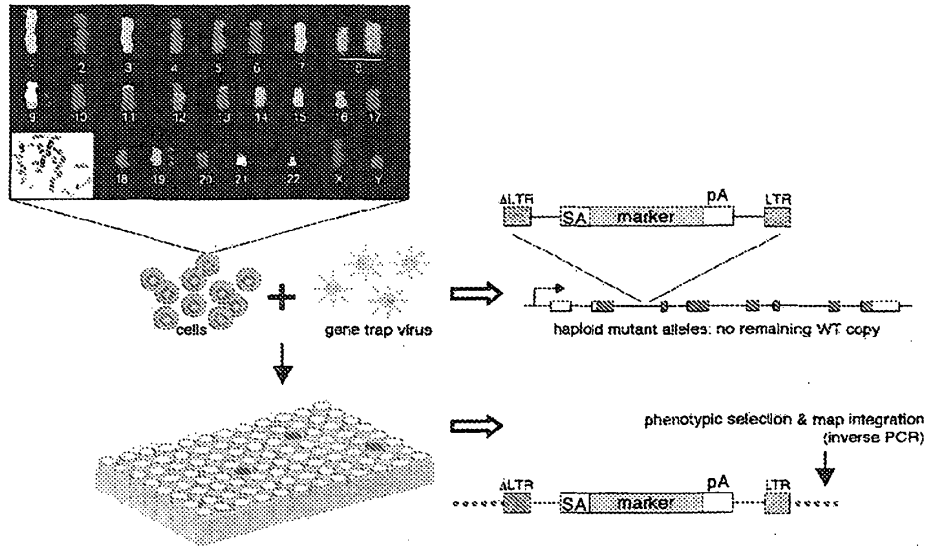 1 2 3 4 5 6 7 8
9 10 11 12 13 14 15 16 17
18 19 20 21 22 X Y
ΔLTR SA marker pA LTR
cells
gene trap virus
haploid mutant alleles: no remaining WT copy
phenotypic selection & map integration
(inverse PCR)
ΔLTR SA marker pA LTR